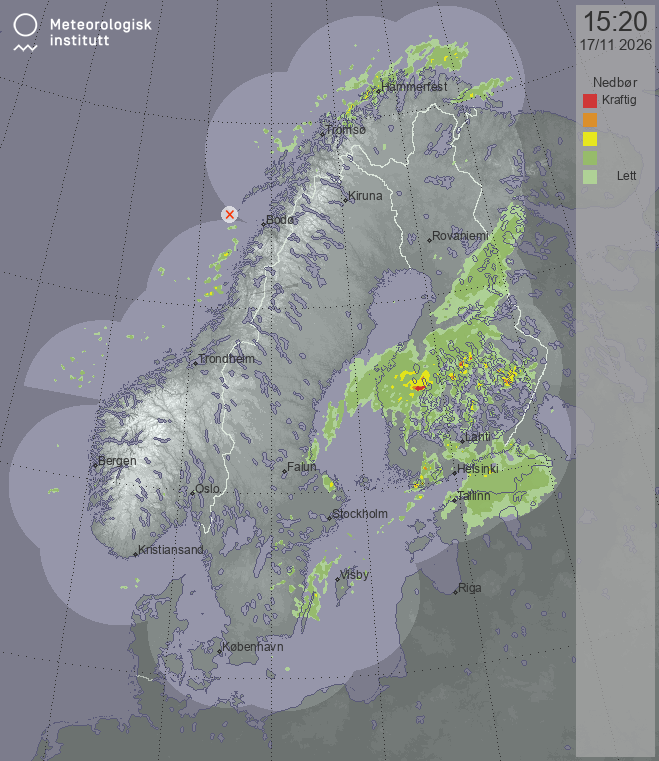 Meteorologisk
institutt
15:20
17/11 2026
Nedbør
Kraftig
Lett
Hammerfest
Tromsø
Kiruna
Bodø
Rovaniemi
Trondheim
Lahti
Bergen
Falun
Helsinki
Oslo
Tallinn
Stockholm
Kristiansand
Visby
Riga
København